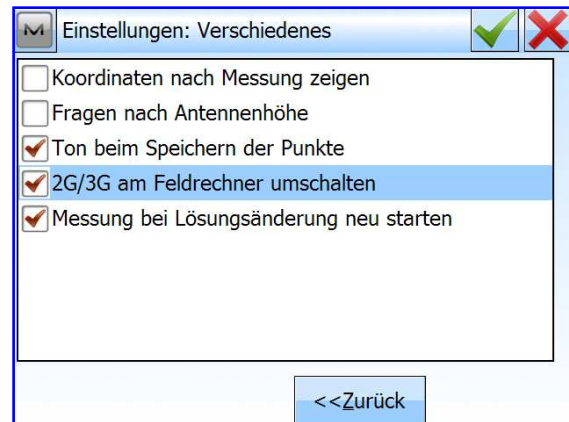 Einstellungen: Verschiedenes
Koordinaten nach Messung zeigen
Fragen nach Antennenhöhe
Ton beim Speichern der Punkte
2G/3G am Feldrechner umschalten
Messung bei Lösungsänderung neu starten
<<Zurück